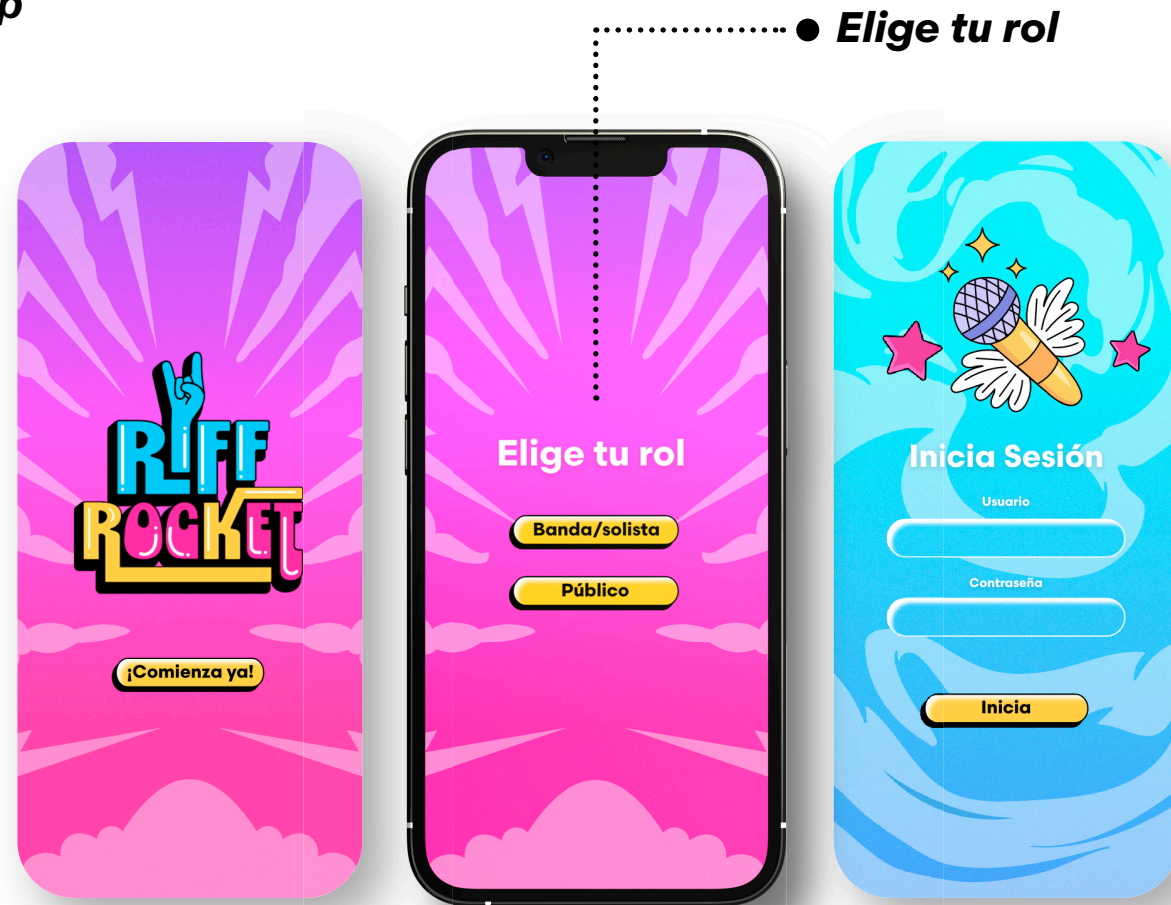 p
Elige tu rol
RIFF
ROCKET
¡Comienza ya!
Elige tu rol
Banda/solista
Público
Inicia Sesión
Usuario
Contraseña
Inicia